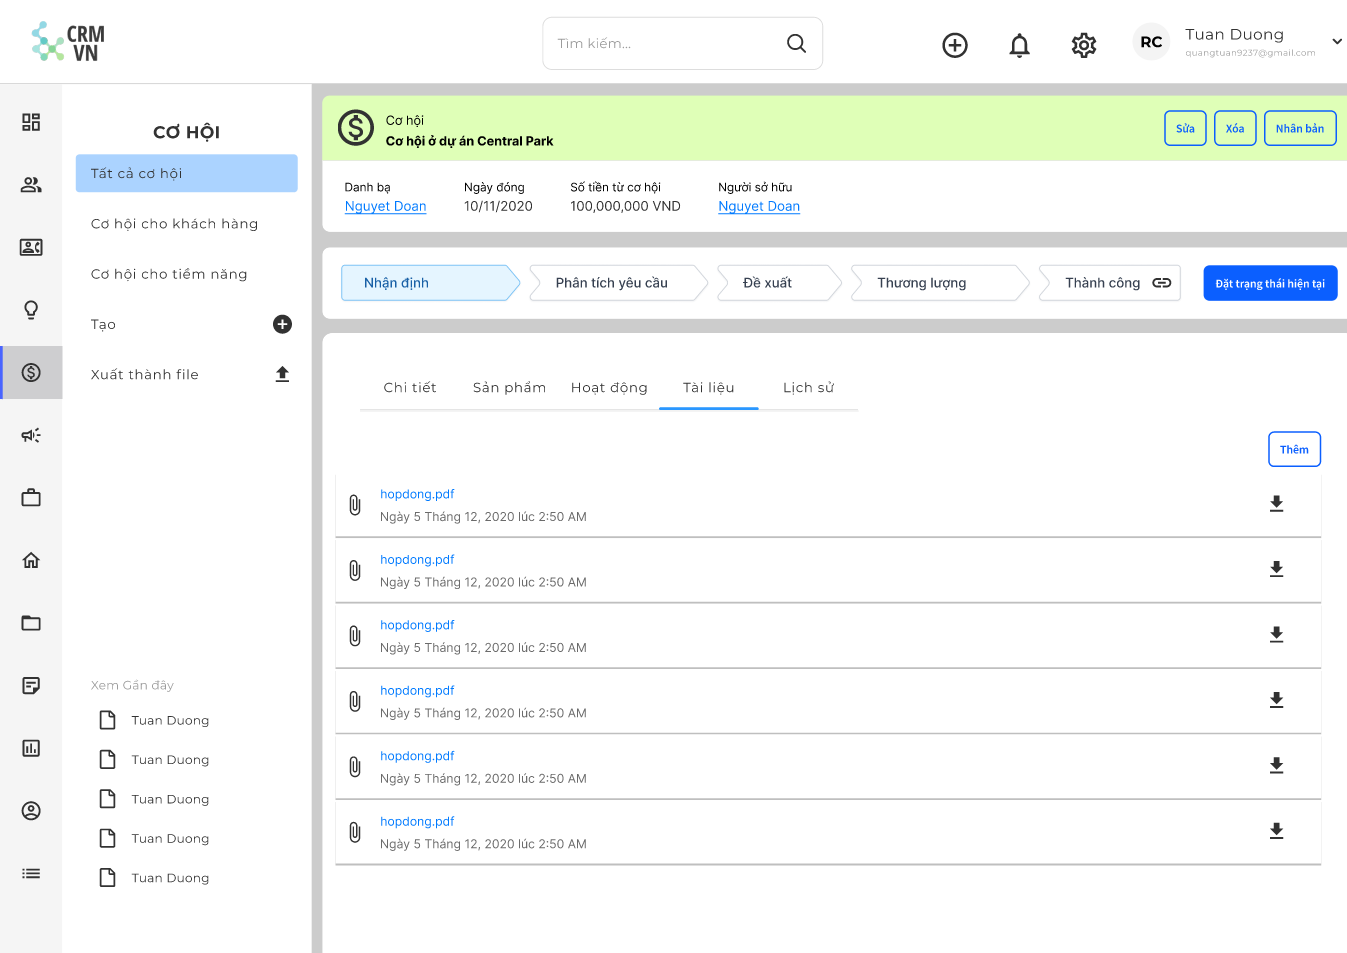 CRM
VN
Tìm kiếm...
RC
Tuan Duong
quangtuan9237@gmail.com
CƠ HỘI
Tất cả cơ hội
Cơ hội cho khách hàng
Cơ hội cho tiềm năng
Tạo
Xuất thành file
Xem Gần đây
Tuan Duong
Tuan Duong
Tuan Duong
Tuan Duong
Tuan Duong
Cơ hội
Cơ hội ở dự án Central Park
Sửa
Xóa
Nhân bản
Danh bạ
Nguyet Doan
Ngày đóng
10/11/2020
Số tiền từ cơ hội
100,000,000 VND
Người sở hữu
Nguyet Doan
Nhận định
Phân tích yêu cầu
Đề xuất
Thương lượng
Thành công
Đặt trạng thái hiện tại
Chi tiết
Sản phẩm
Hoạt động
Tài liệu
Lịch sử
Thêm
hopdong.pdf
Ngày 5 Tháng 12, 2020 lúc 2:50 AM
hopdong.pdf
Ngày 5 Tháng 12, 2020 lúc 2:50 AM
hopdong.pdf
Ngày 5 Tháng 12, 2020 lúc 2:50 AM
hopdong.pdf
Ngày 5 Tháng 12, 2020 lúc 2:50 AM
hopdong.pdf
Ngày 5 Tháng 12, 2020 lúc 2:50 AM
hopdong.pdf
Ngày 5 Tháng 12, 2020 lúc 2:50 AM